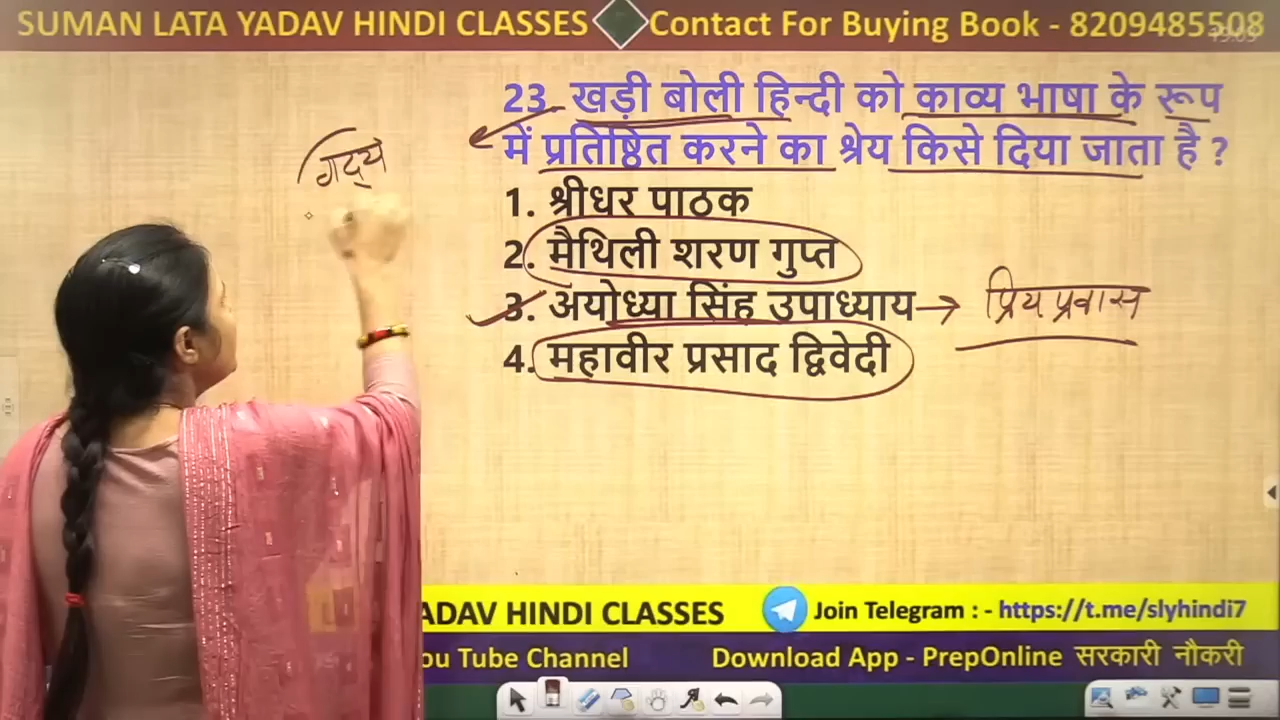 SUMAN LATA YADAV HINDI CLASSES Contact For Buying Book - 8209485508
23. खड़ी बोली हिन्दी को काव्य भाषा के रूप
में प्रतिष्ठित करने का श्रेय किसे दिया जाता है ?
गद्य
1. श्रीधर पाठक
2. मैथिली शरण गुप्त
3. अयोध्या सिंह उपाध्याय → प्रिय प्रवास
4. महावीर प्रसाद द्विवेदी
ADAV HINDI CLASSES Join Telegram : - https://t.me/slyhindi7
ou Tube Channel Download App - PrepOnline सरकारी नौकरी